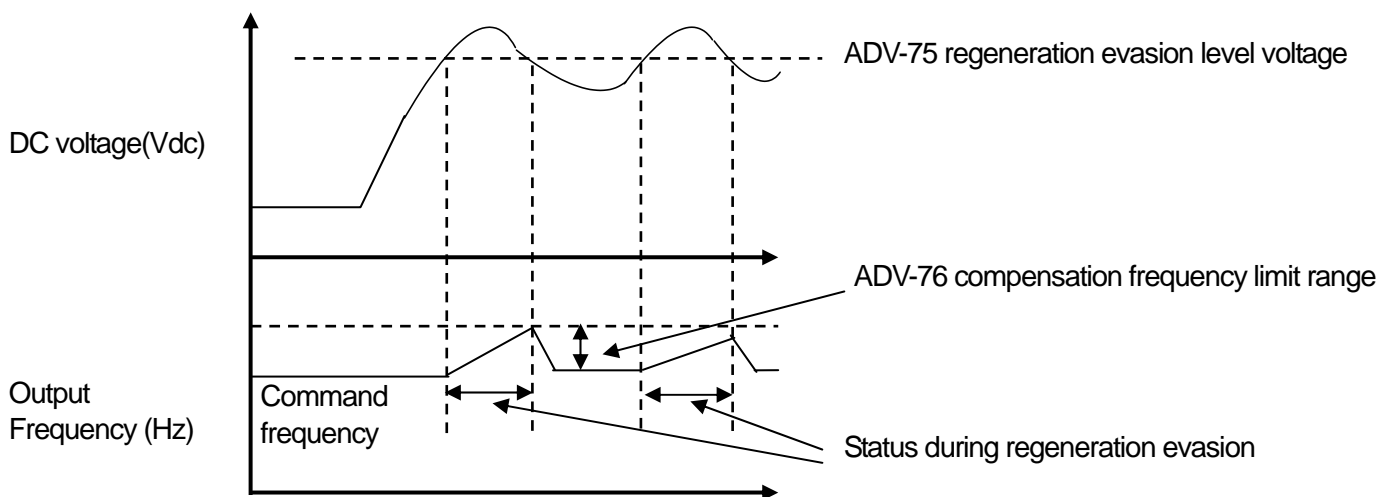 ADV-75 regeneration evasion level voltage
DC voltage(Vdc)
ADV-76 compensation frequency limit range
Output
Frequency (Hz)
Command
frequency
Status during regeneration evasion